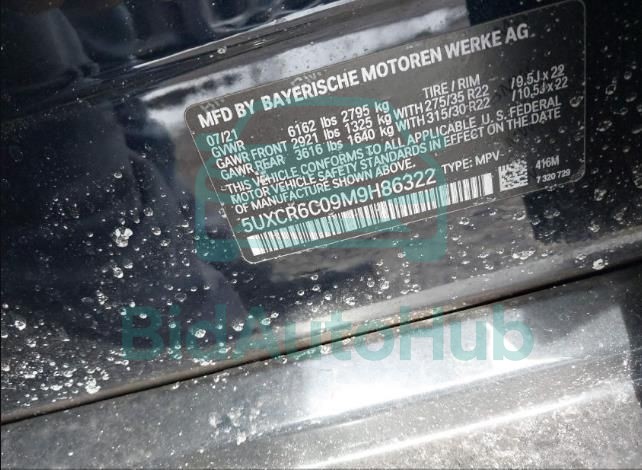 MFD BY BAYERISCHE MOTOREN WERKE AG
07/21 TIRE / RIM
GVWR 6162 lbs 2795 kg
GAWR FRONT 2921 lbs 1325 kg WITH 275/35 R22 /9.5J x 22
GAWR REAR 3616 lbs 1640 kg WITH 315/30 R22 /10.5J x 22
THIS VEHICLE CONFORMS TO ALL APPLICABLE U.S. FEDERAL
MOTOR VEHICLE SAFETY STANDARDS IN EFFECT ON THE DATE
OF MANUFACTURE SHOWN ABOVE.
5UXCR6C09M9H86322 TYPE: MPV
416M
7 320 729
BidAutoHub